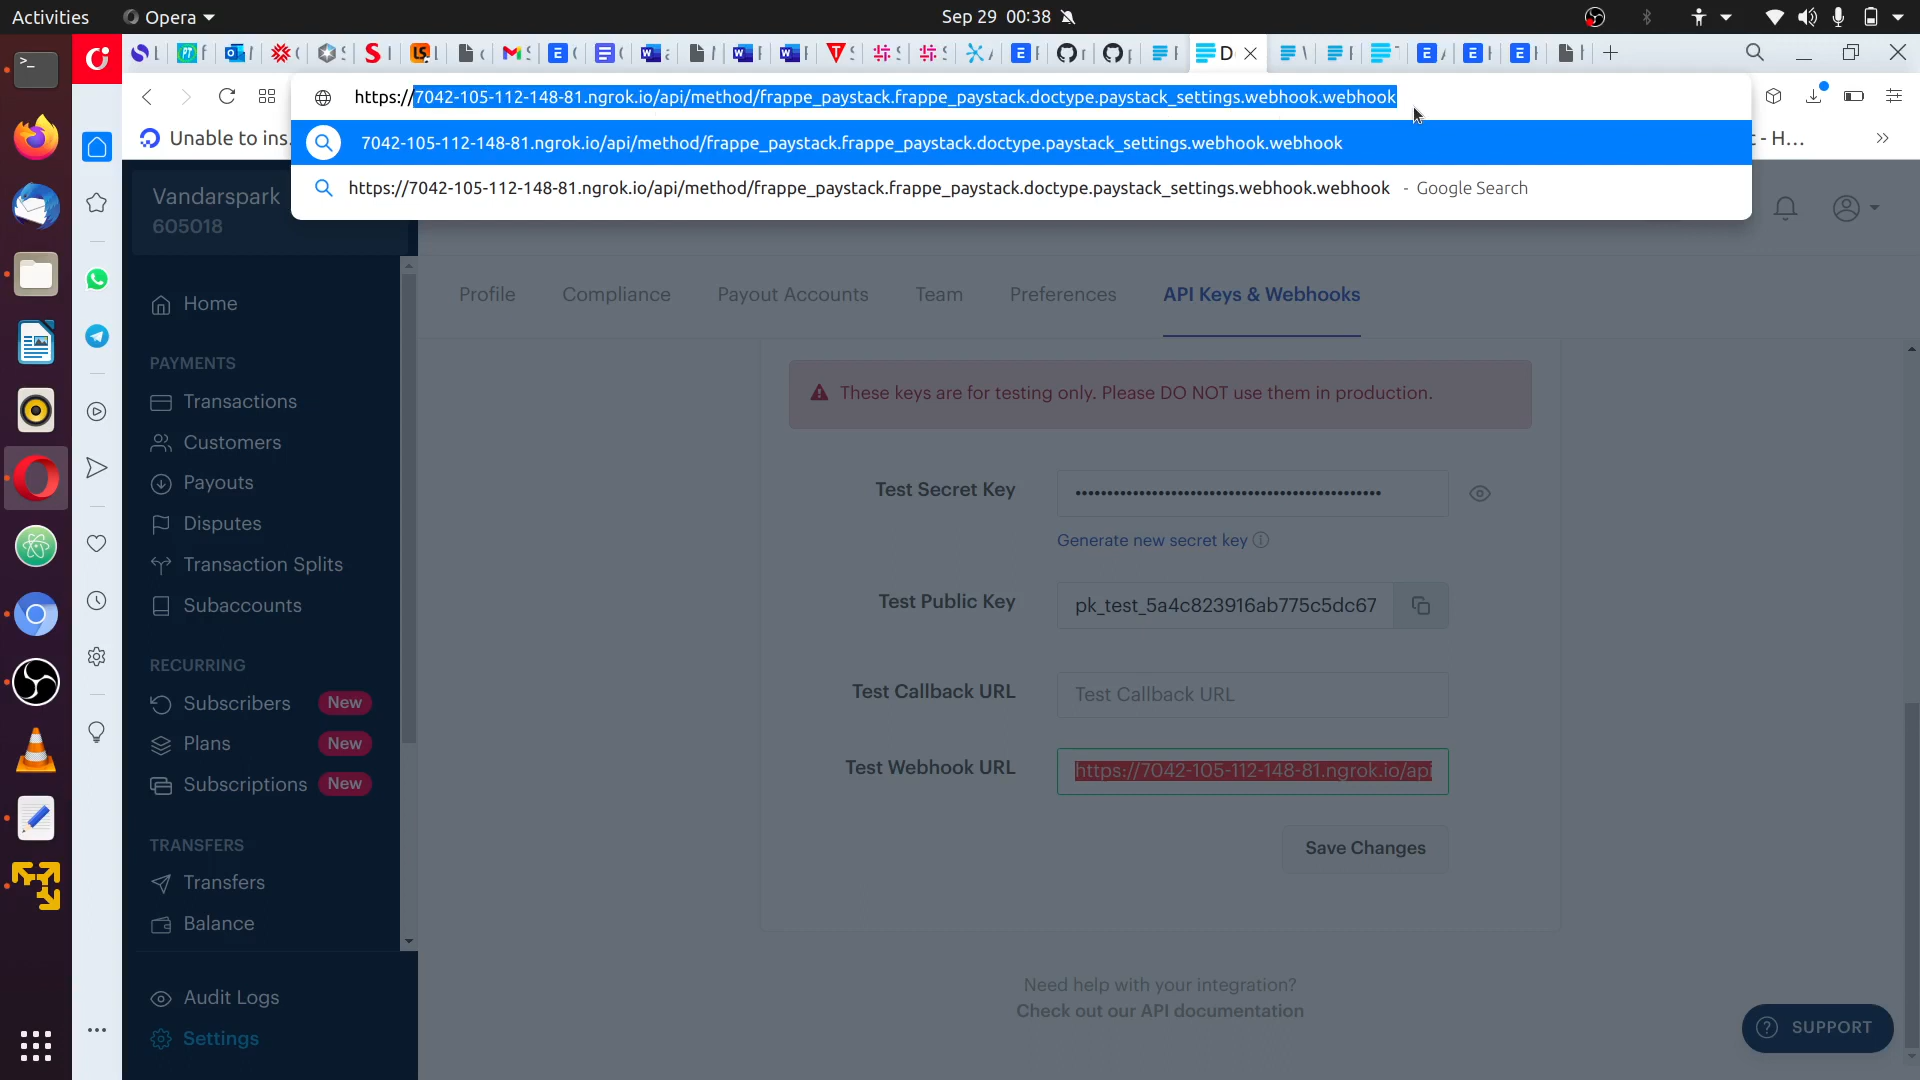 Activities
Opera
Sep 29 00:38
https://7042-105-112-148-81.ngrok.io/api/method/frappe_paystack.frappe_paystack.doctype.paystack_settings.webhook.webhook
Unable to ins
7042-105-112-148-81.ngrok.io/api/method/frappe_paystack.frappe_paystack.doctype.paystack_settings.webhook.webhook
https://7042-105-112-148-81.ngrok.io/api/method/frappe_paystack.frappe_paystack.doctype.paystack_settings.webhook.webhook - Google Search
Vandarspark
605018
Profile
Compliance
Payout Accounts
Team
Preferences
API Keys & Webhooks
Home
PAYMENTS
Transactions
Customers
Payouts
Disputes
Transaction Splits
Subaccounts
RECURRING
Subscribers New
Plans New
Subscriptions New
TRANSFERS
Transfers
Balance
Audit Logs
Settings
These keys are for testing only. Please DO NOT use them in production.
Test Secret Key
Generate new secret key
Test Public Key
pk_test_5a4c823916ab775c5dc67
Test Callback URL
Test Callback URL
Test Webhook URL
https://7042-105-112-148-81.ngrok.io/api
Save Changes
Need help with your integration?
Check out our API documentation
SUPPORT